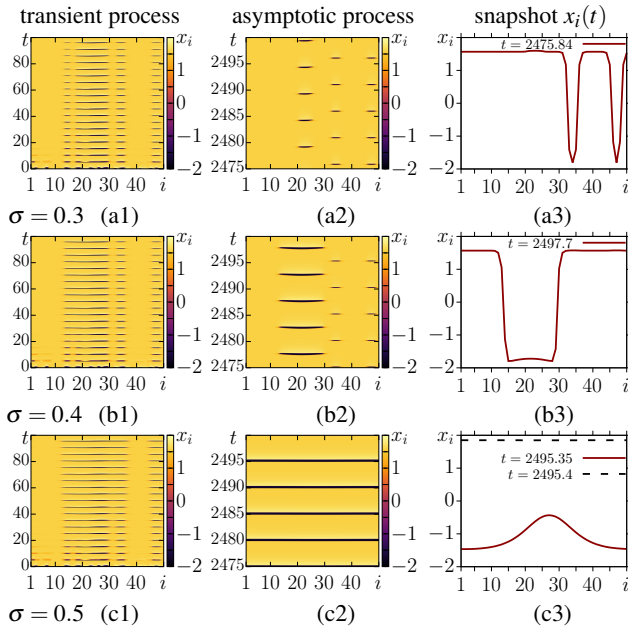 transient process asymptotic process snapshot x_i(t)
t x_i t x_i x_i t = 2475.84
80 1 2495 1 1
60 0 2490 0 0
40 −1 2485 −1 −1
20 2480
0 −2 2475 −2 −2
1 10 20 30 40 i 1 10 20 30 40 i 1 10 20 30 40 i
σ = 0.3 (a1) (a2) (a3)
t x_i t x_i x_i t = 2497.7
80 1 2495 1 1
60 0 2490 0 0
40 −1 2485 −1 −1
20 2480
0 −2 2475 −2 −2
1 10 20 30 40 i 1 10 20 30 40 i 1 10 20 30 40 i
σ = 0.4 (b1) (b2) (b3)
t x_i t x_i x_i
80 1 2495 1 1 t = 2495.35
t = 2495.4
60 0 2490 0 0
40 −1 2485 −1 −1
20 2480
0 −2 2475 −2 −2
1 10 20 30 40 i 1 10 20 30 40 i 1 10 20 30 40 i
σ = 0.5 (c1) (c2) (c3)